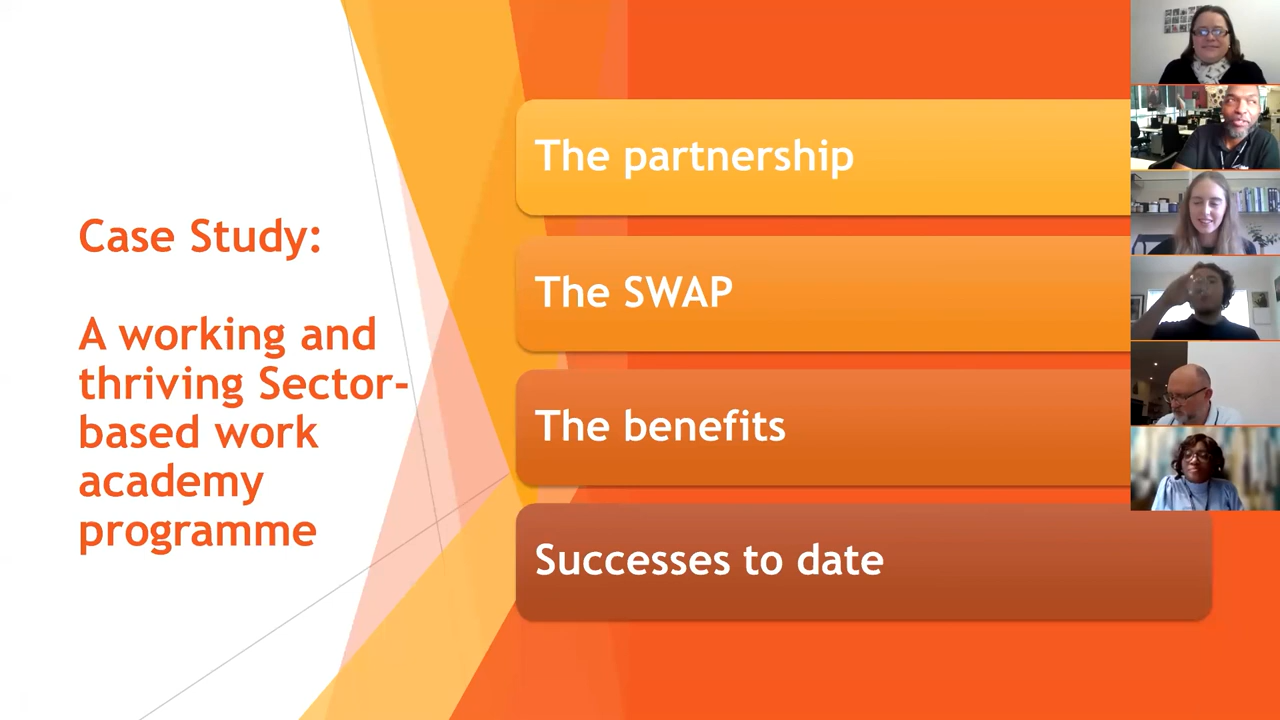 Case Study:
A working and
thriving Sector-
based work
academy
programme
The partnership
The SWAP
The benefits
Successes to date